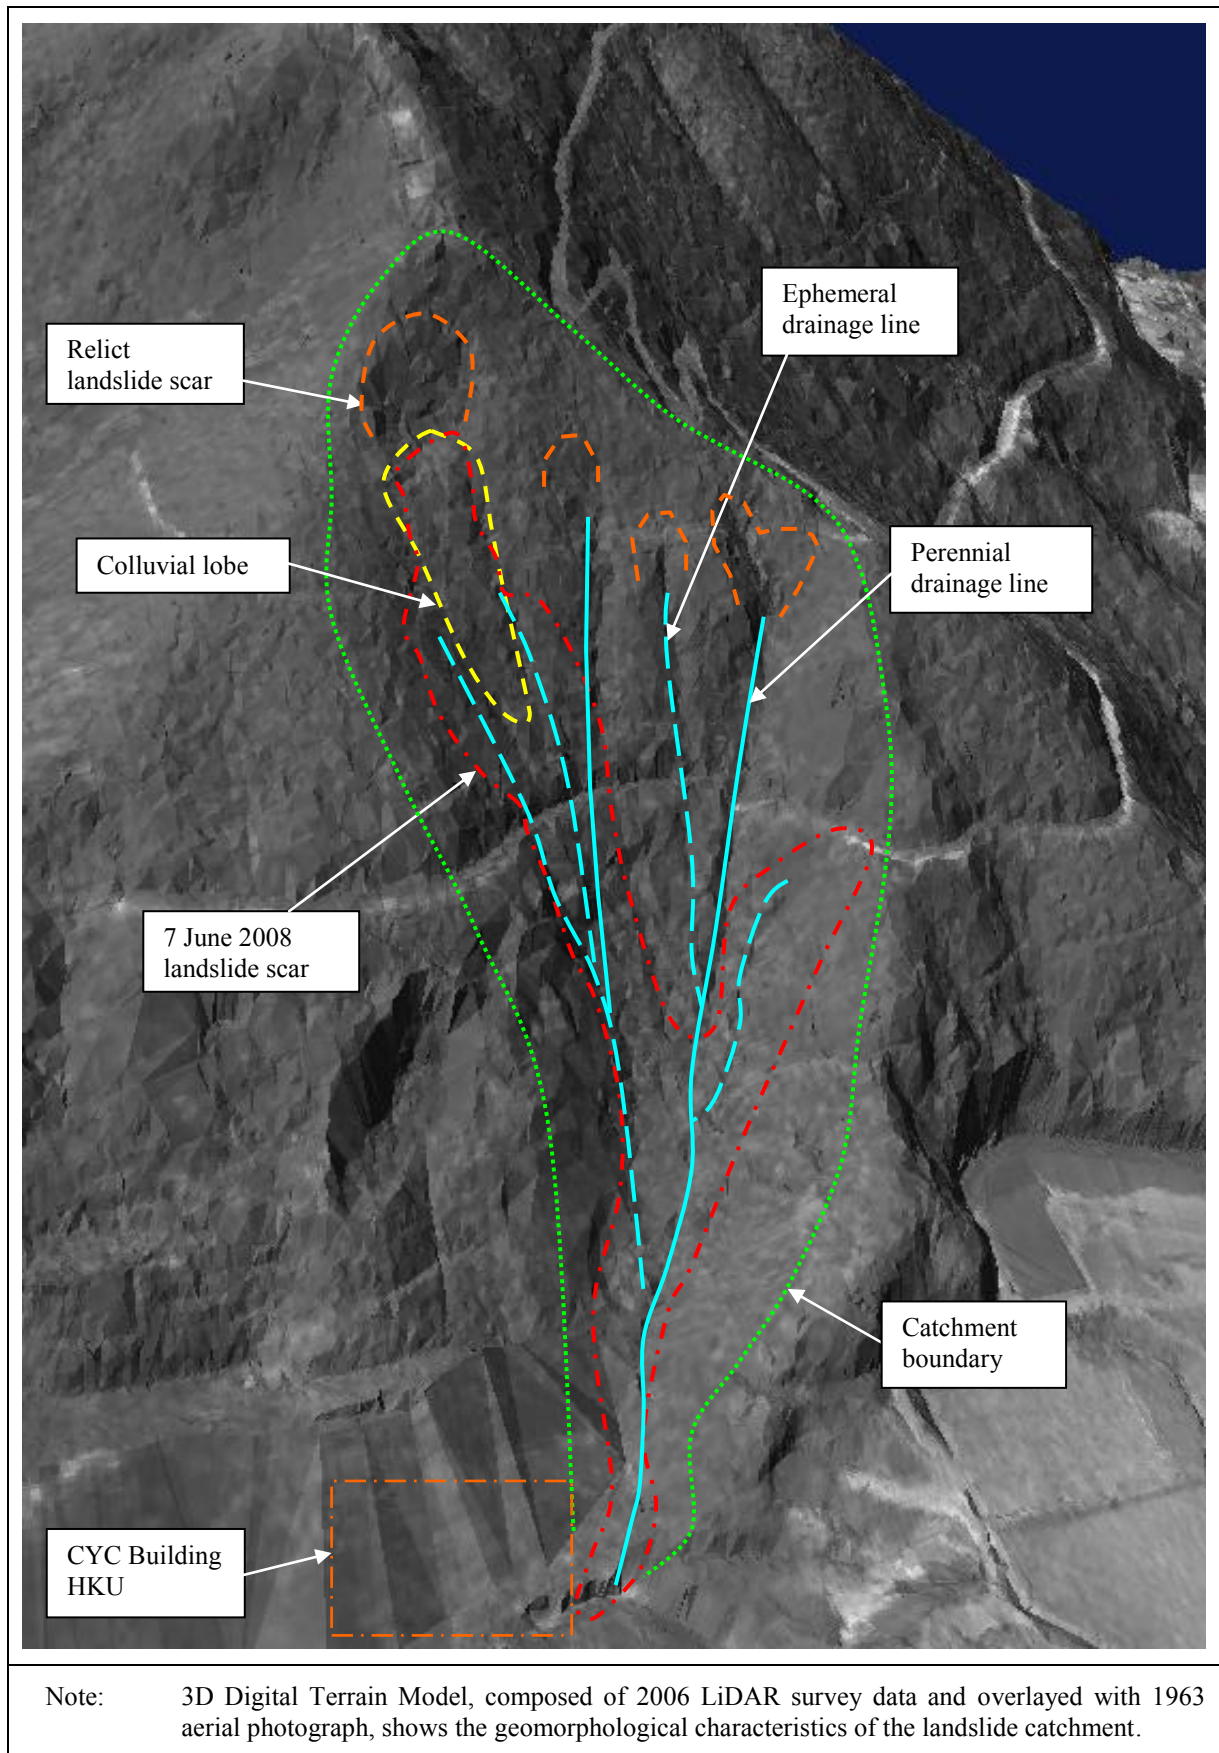 Ephemeral
drainage line
Relict
landslide scar
Colluvial lobe
Perennial
drainage line
7 June 2008
landslide scar
Catchment
boundary
CYC Building
HKU
Note: 3D Digital Terrain Model, composed of 2006 LiDAR survey data and overlayed with 1963
aerial photograph, shows the geomorphological characteristics of the landslide catchment.